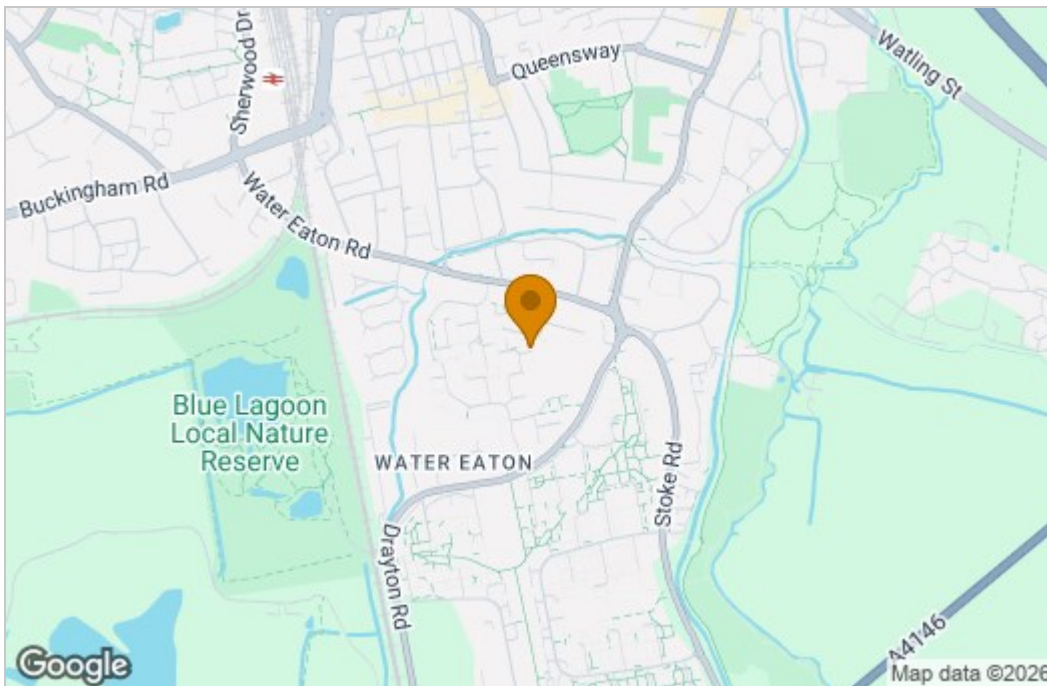 Sherwood Dr
Queensway
Watling St
Buckingham Rd
Water Eaton Rd
Blue Lagoon
Local Nature
Reserve
WATER EATON
Stoke Rd
Drayton Rd
A4146
Google
Map data ©2026